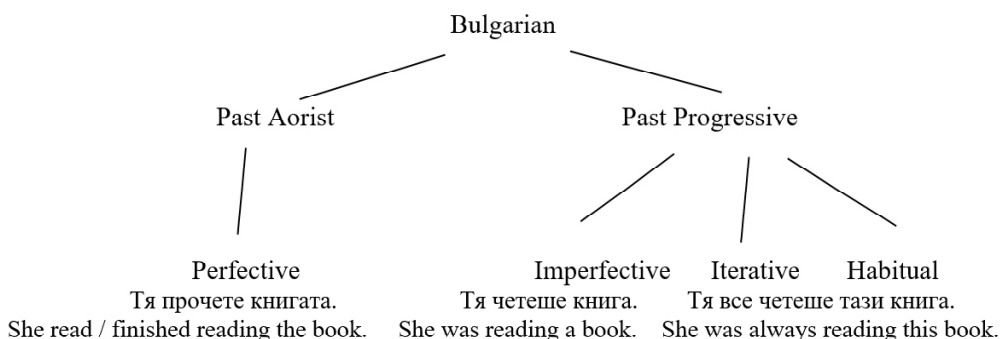 Bulgarian
Past Aorist
Past Progressive
Perfective
Тя прочете книгата.
She read / finished reading the book.
Imperfective
Тя четеше книга.
She was reading a book.
Iterative Habitual
Тя все четеше тази книга.
She was always reading this book.